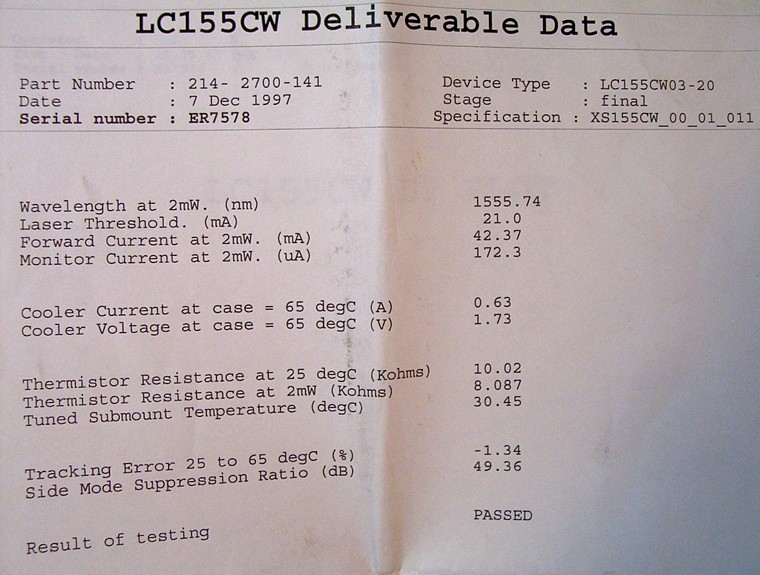 LC155CW Deliverable Data
Part Number : 214- 2700-141 Device Type : LC155CW03-20
Date : 7 Dec 1997 Stage : final
Serial number : ER7578 Specification : XS155CW_00_01_011
Wavelength at 2mW. (nm) 1555.74
Laser Threshold. (mA) 21.0
Forward Current at 2mW. (mA) 42.37
Monitor Current at 2mW. (uA) 172.3
Cooler Current at case = 65 degC (A) 0.63
Cooler Voltage at case = 65 degC (V) 1.73
Thermistor Resistance at 25 degC (Kohms) 10.02
Thermistor Resistance at 2mW (Kohms) 8.087
Tuned Submount Temperature (degC) 30.45
Tracking Error 25 to 65 degC (%) -1.34
Side Mode Suppression Ratio (dB) 49.36
Result of testing PASSED